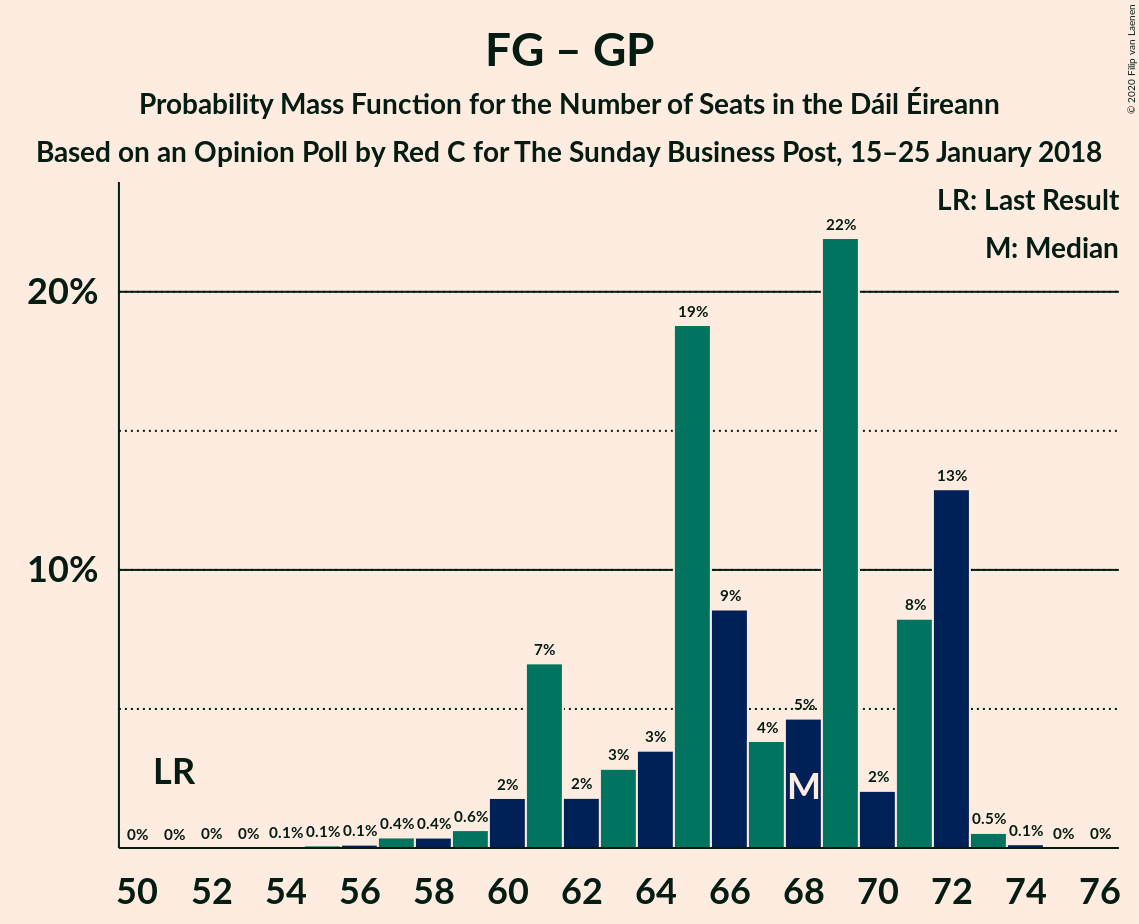 FG – GP
Probability Mass Function for the Number of Seats in the Dáil Éireann
Based on an Opinion Poll by Red C for The Sunday Business Post, 15–25 January 2018
© 2020 Filip van Laenen
LR: Last Result
M: Median
20%
10%
LR
M
0% 0% 0% 0% 0.1% 0.1% 0.1% 0.4% 0.4% 0.6% 2% 7% 2% 3% 3% 19% 9% 4% 5% 22% 2% 8% 13% 0.5% 0.1% 0% 0%
50 52 54 56 58 60 62 64 66 68 70 72 74 76